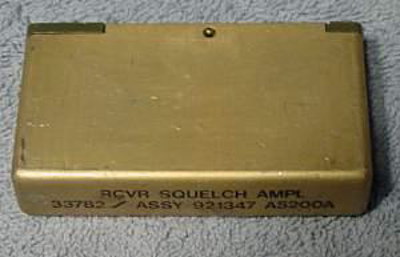 RCVR SQUELCH AMPL
33782 / ASSY 921347 A5200A